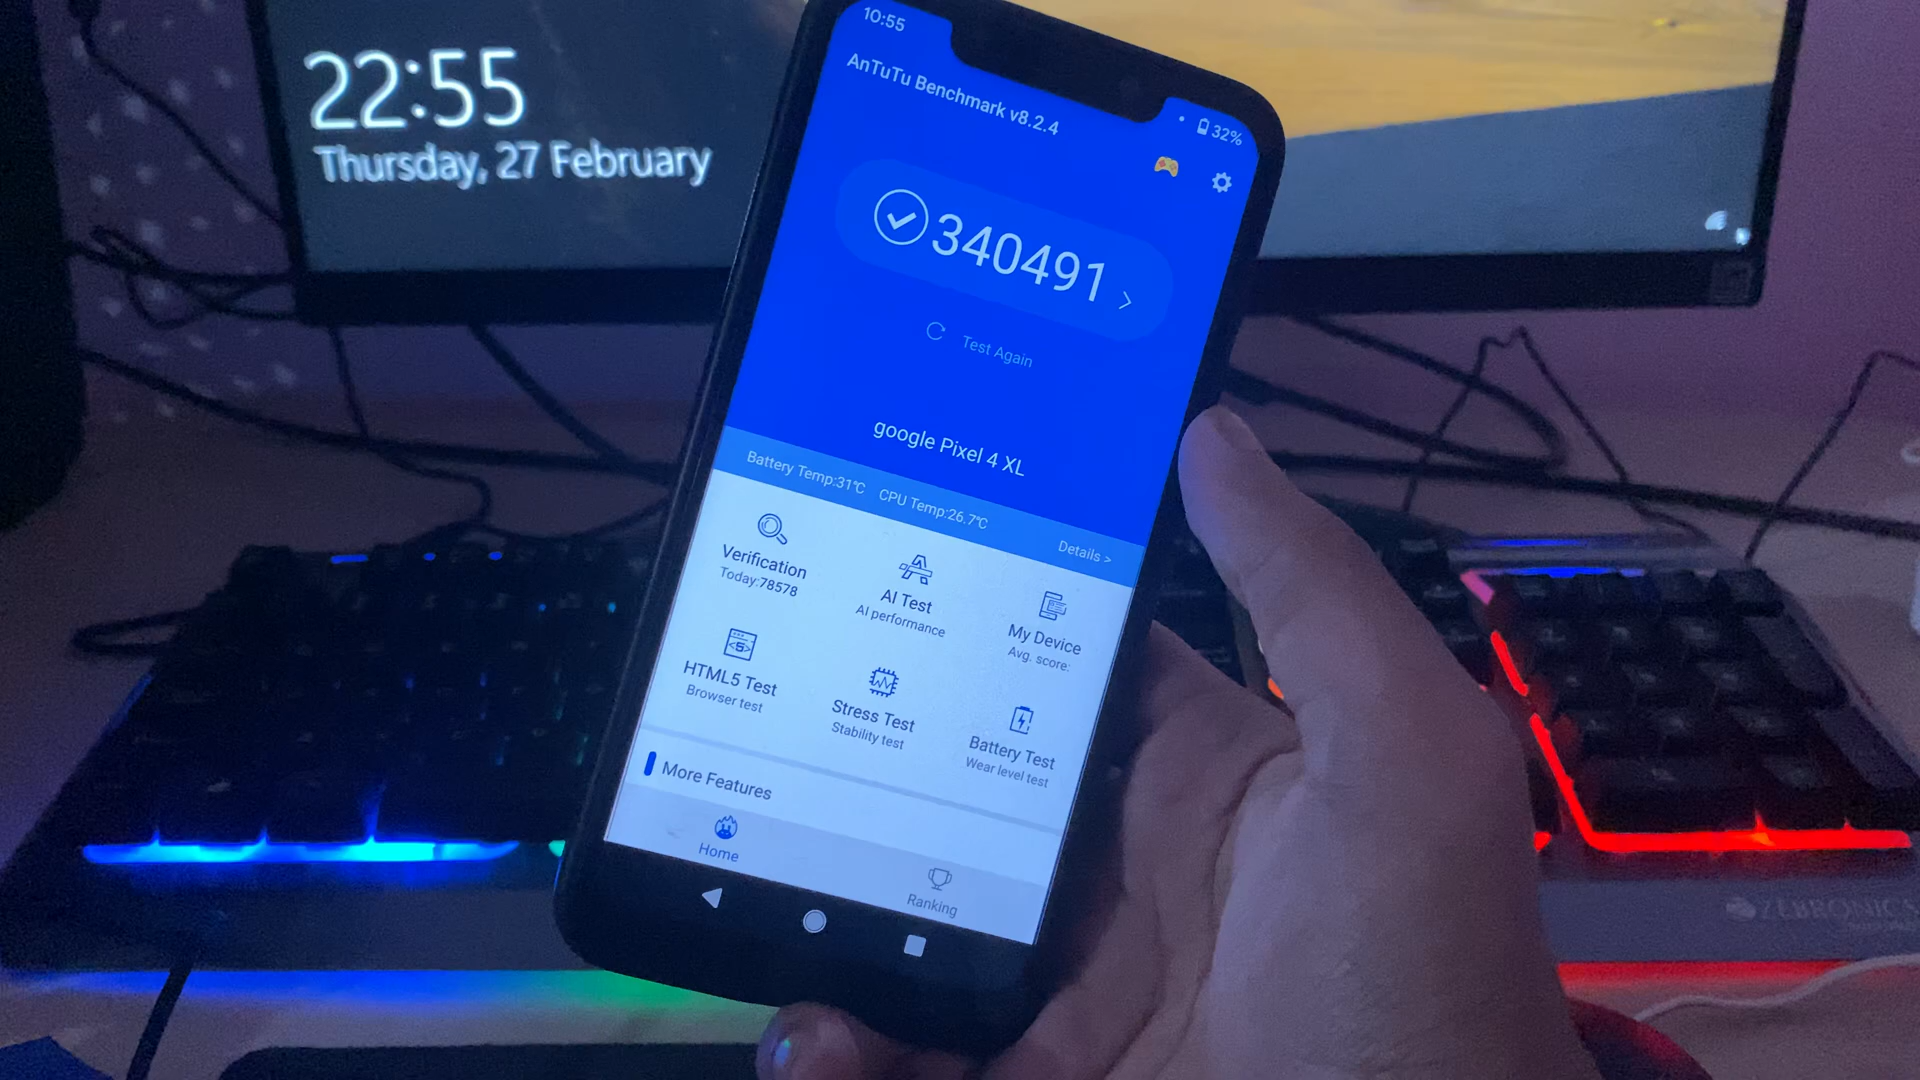 22:55
Thursday, 27 February
10:55
32%
AnTuTu Benchmark v8.2.4
340491
Test Again
google Pixel 4 XL
Battery Temp:31℃ CPU Temp:26.7℃
Details >
Verification
Today:78578
AI Test
AI performance
My Device
Avg. score:
HTML5 Test
Browser test
Stress Test
Stability test
Battery Test
Wear level test
More Features
Home
Ranking
ZEBRONICS